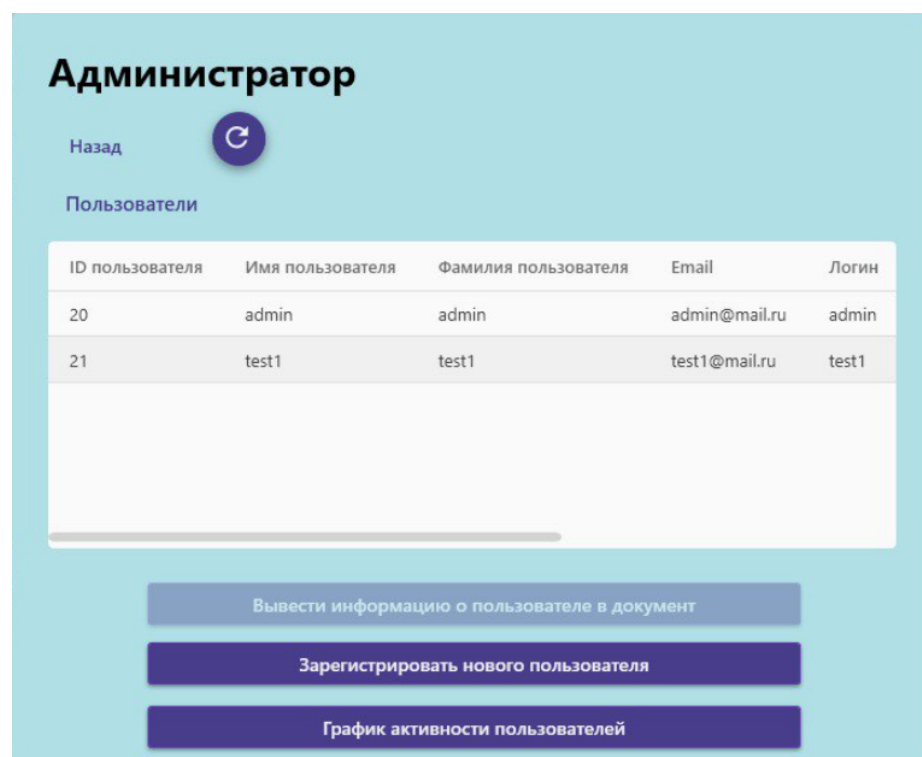 Администратор
Назад
Пользователи
ID пользователя Имя пользователя Фамилия пользователя Email Логин
20 admin admin admin@mail.ru admin
21 test1 test1 test1@mail.ru test1
Вывести информацию о пользователе в документ
Зарегистрировать нового пользователя
График активности пользователей